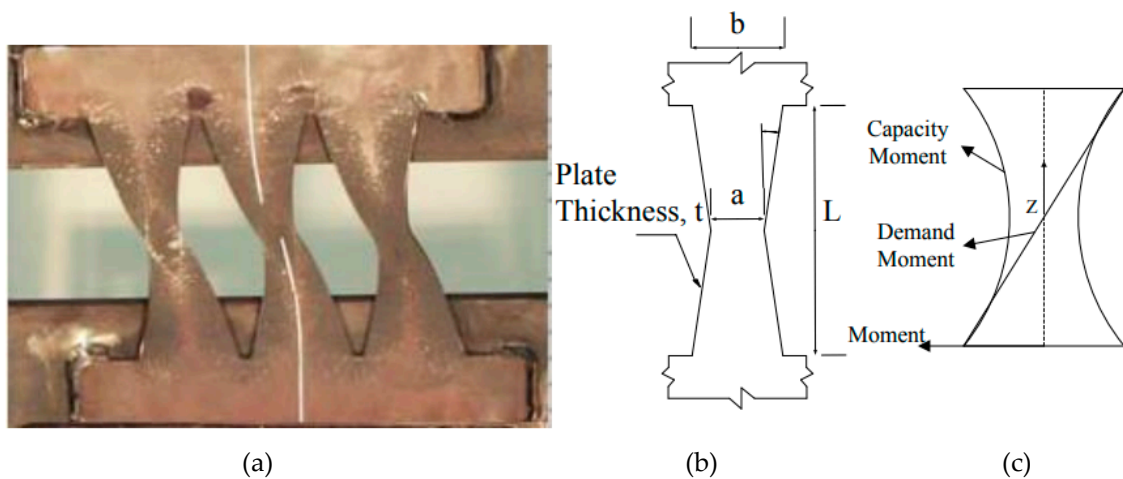 b
Plate
Thickness, t
a
L
Capacity
Moment
Z
Demand
Moment
Moment
(a)
(b)
(c)